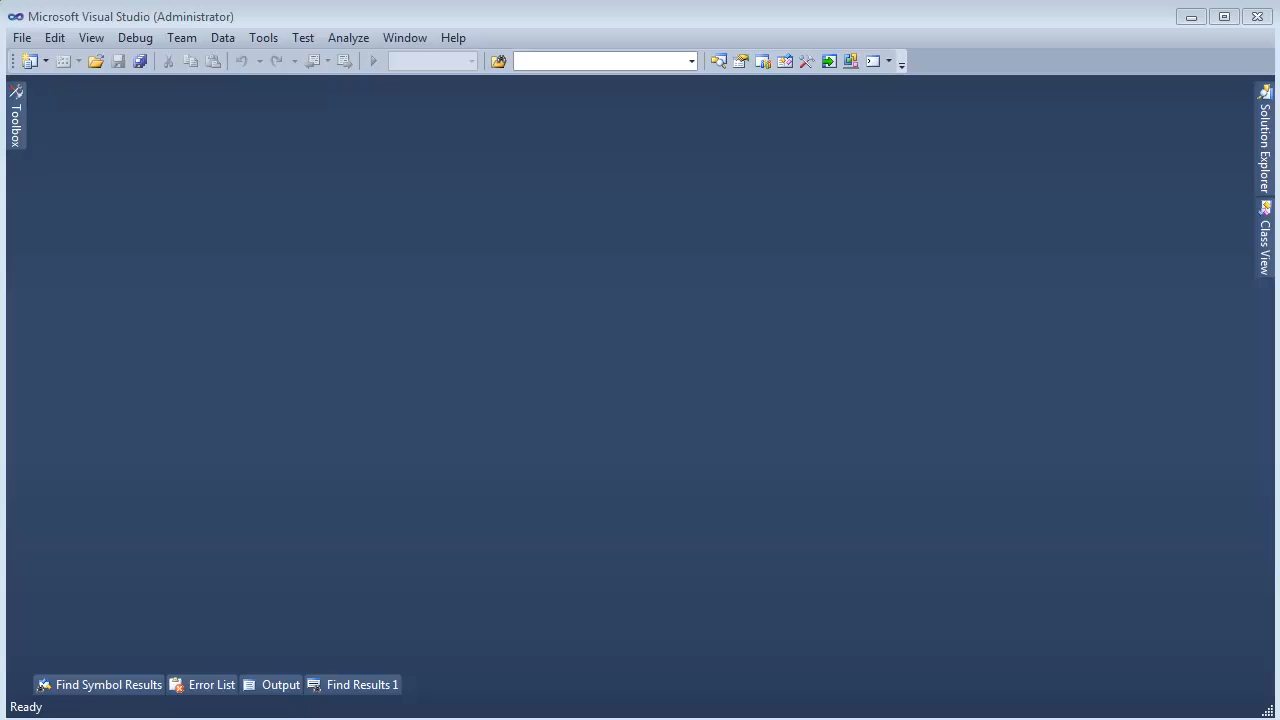 Microsoft Visual Studio (Administrator)
File Edit View Debug Team Data Tools Test Analyze Window Help
Toolbox
Solution Explorer
Class View
Find Symbol Results Error List Output Find Results 1
Ready